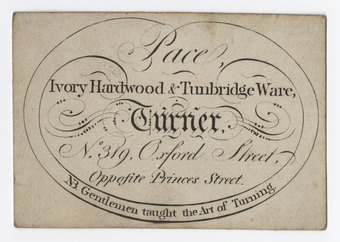 Pace,
Ivory Hardwood & Tunbridge Ware,
Turner.
No. 319, Oxford Street,
Oppoſite Princes Street.
NB Gentlemen taught the Art of Turning